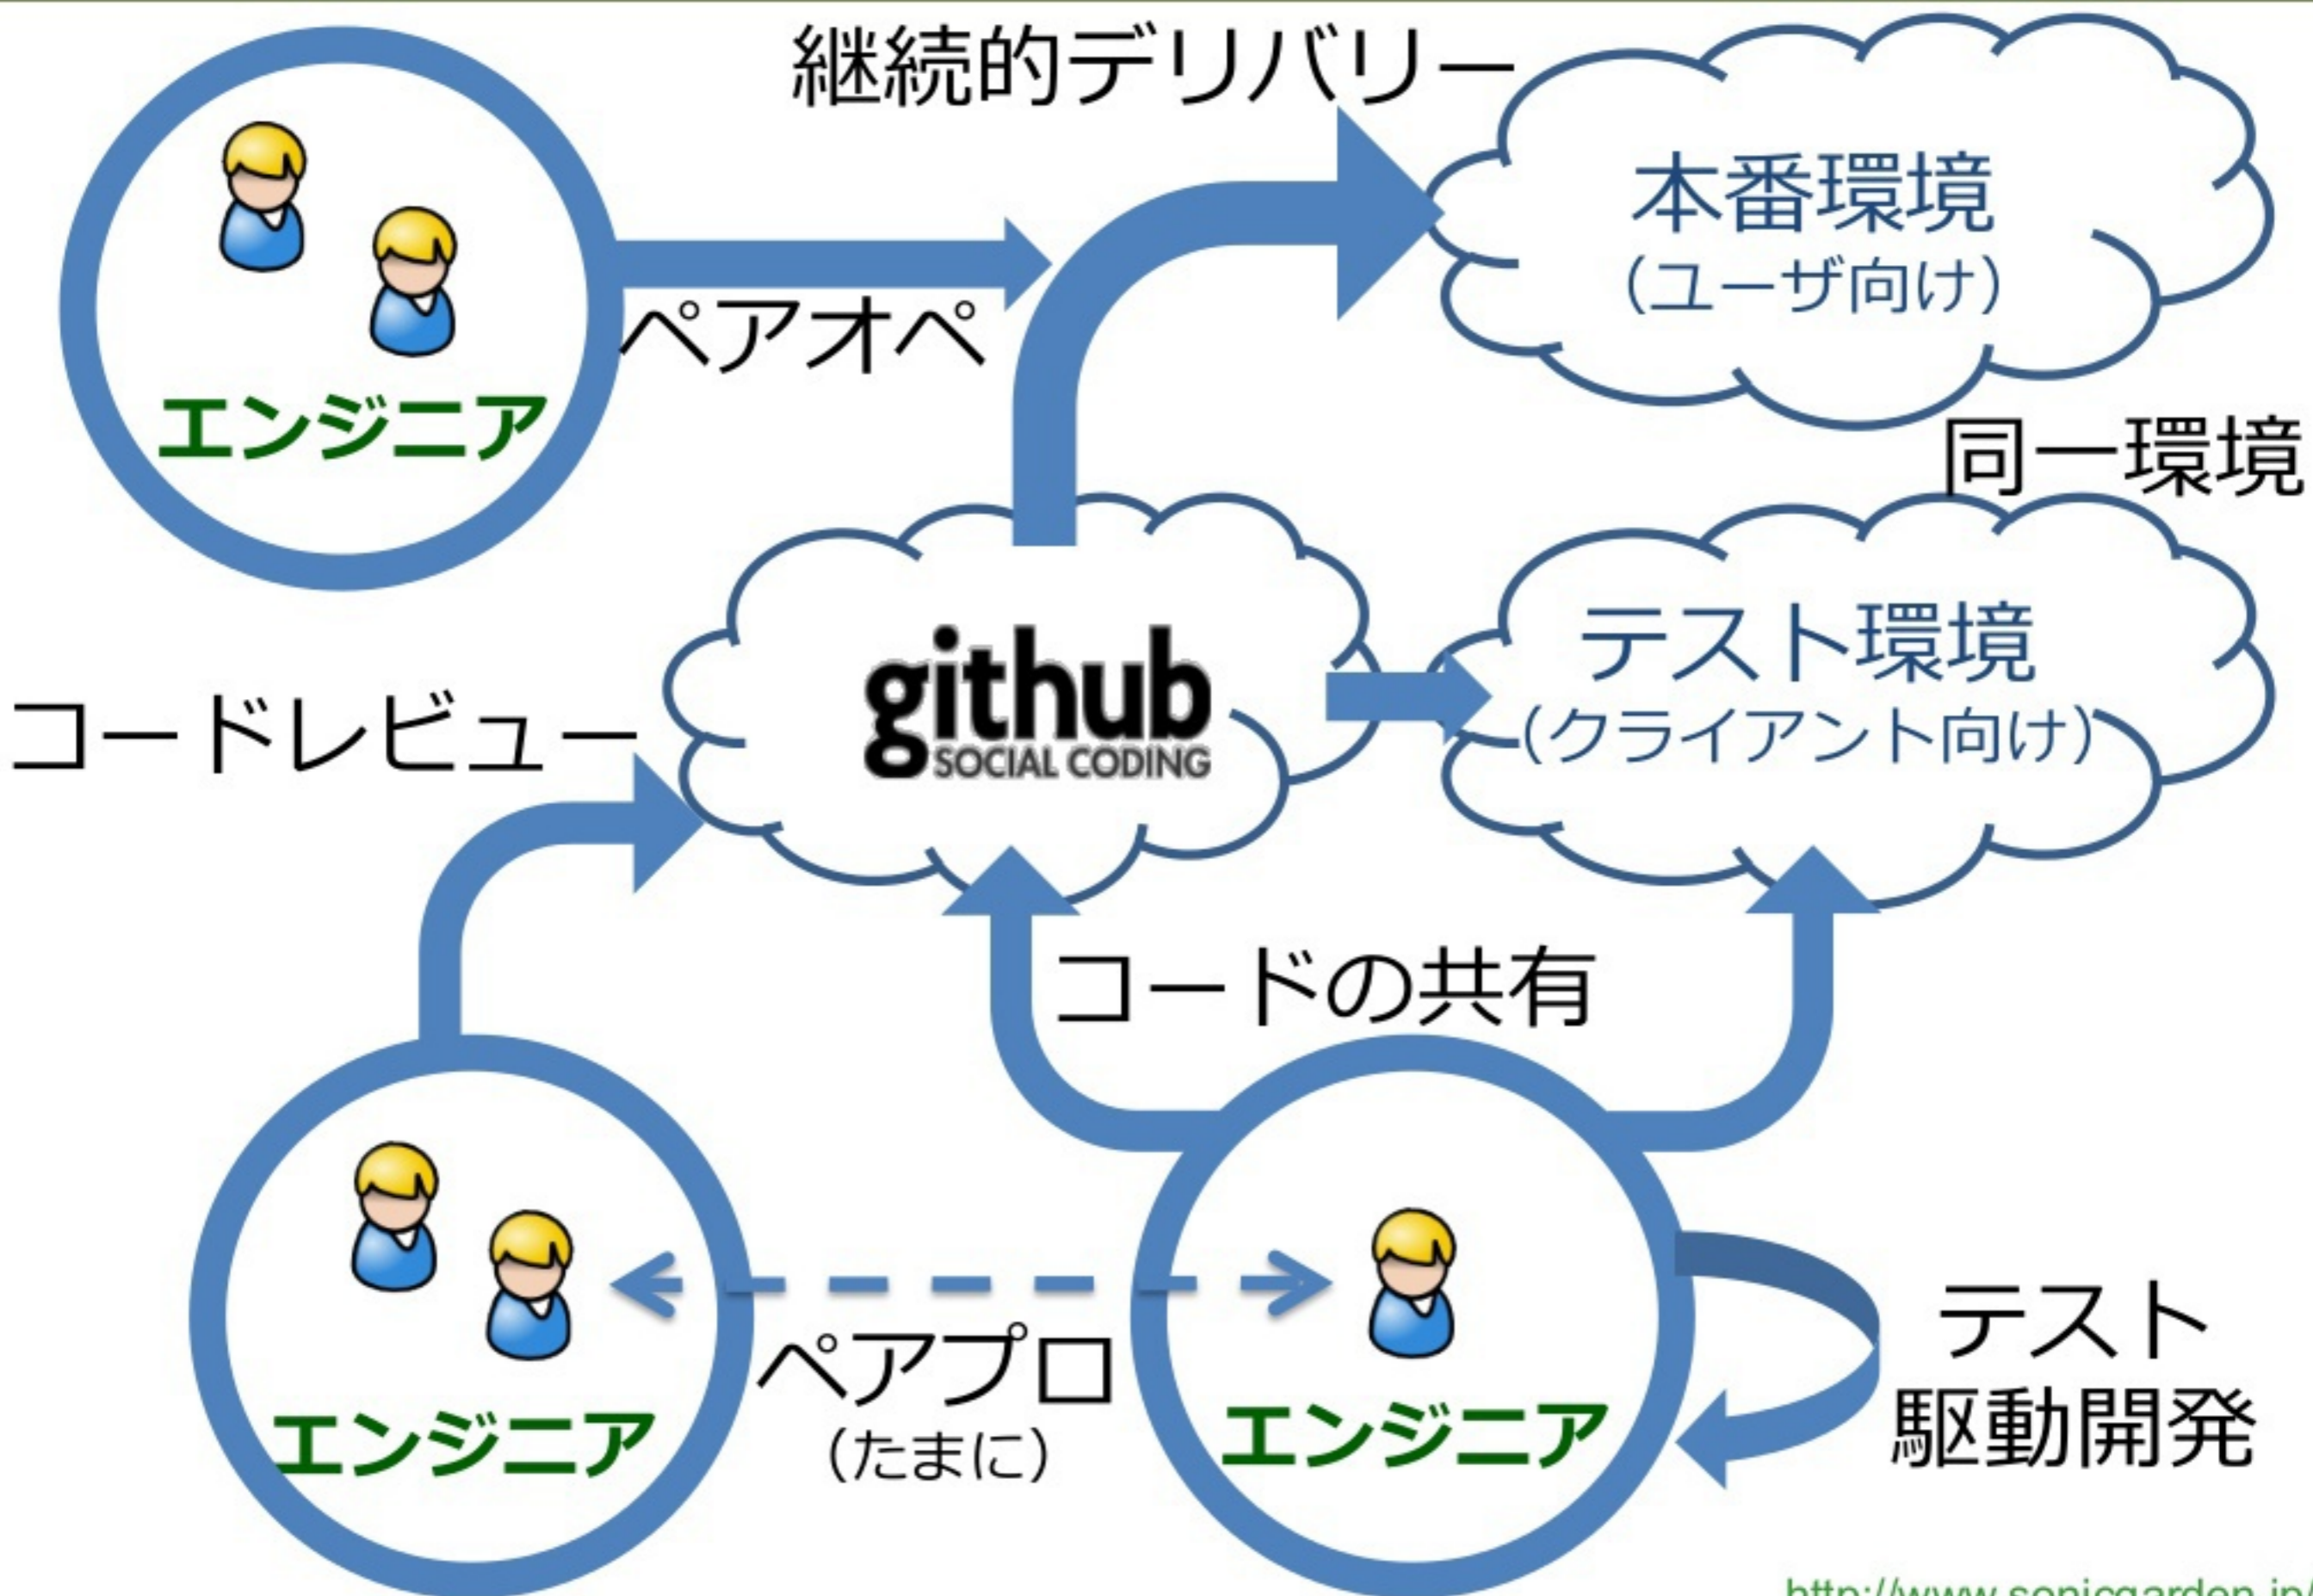 継続的デリバリー
本番環境
（ユーザ向け）
ペアオペ
エンジニア
同一環境
github
SOCIAL CODING
テスト環境
（クライアント向け）
コードレビュー
コードの共有
ペアプロ
（たまに）
エンジニア
エンジニア
テスト
駆動開発
http://www.sonicgarden.jp/